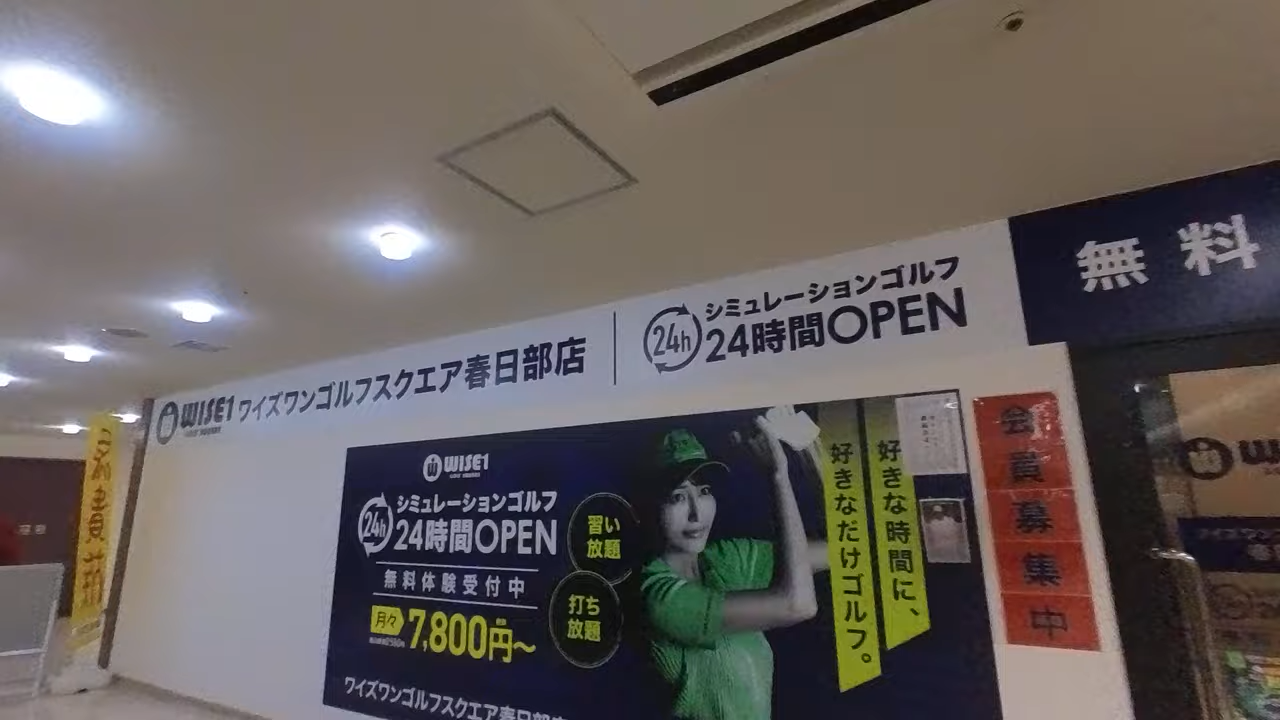 WISE1 ワイズワンゴルフスクエア春日部店
24h シミュレーションゴルフ
24時間OPEN
無料
WISE1
24h シミュレーションゴルフ
24時間OPEN
無料体験受付中
月々 7,800円~
習い
放題
打ち
放題
好きな時間に、
好きなだけゴルフ。
ワイズワンゴルフスクエア春日部
会員募集中